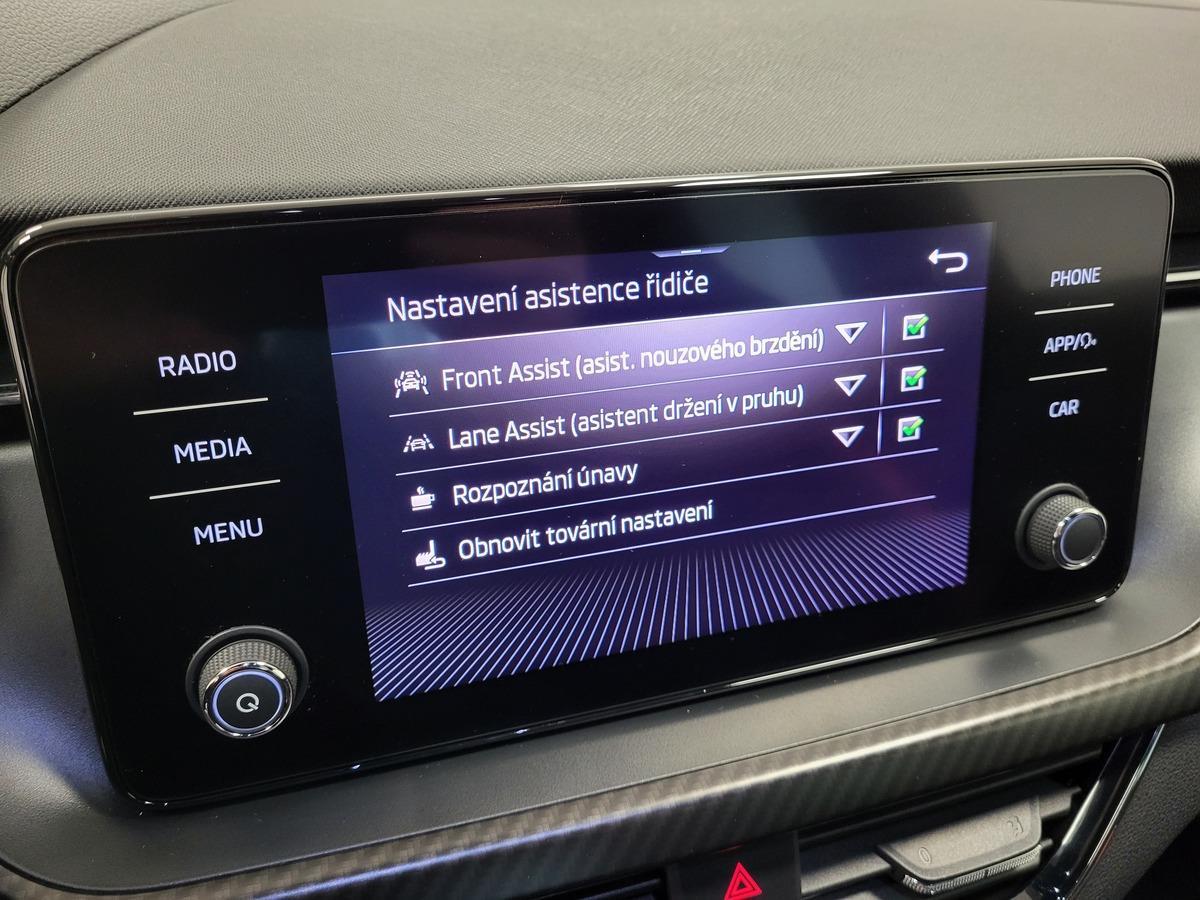 RADIO
MEDIA
MENU
Nastavení asistence řidiče
Front Assist (asist. nouzového brzdění)
Lane Assist (asistent držení v pruhu)
Rozpoznání únavy
Obnovit tovární nastavení
PHONE
APP/
CAR